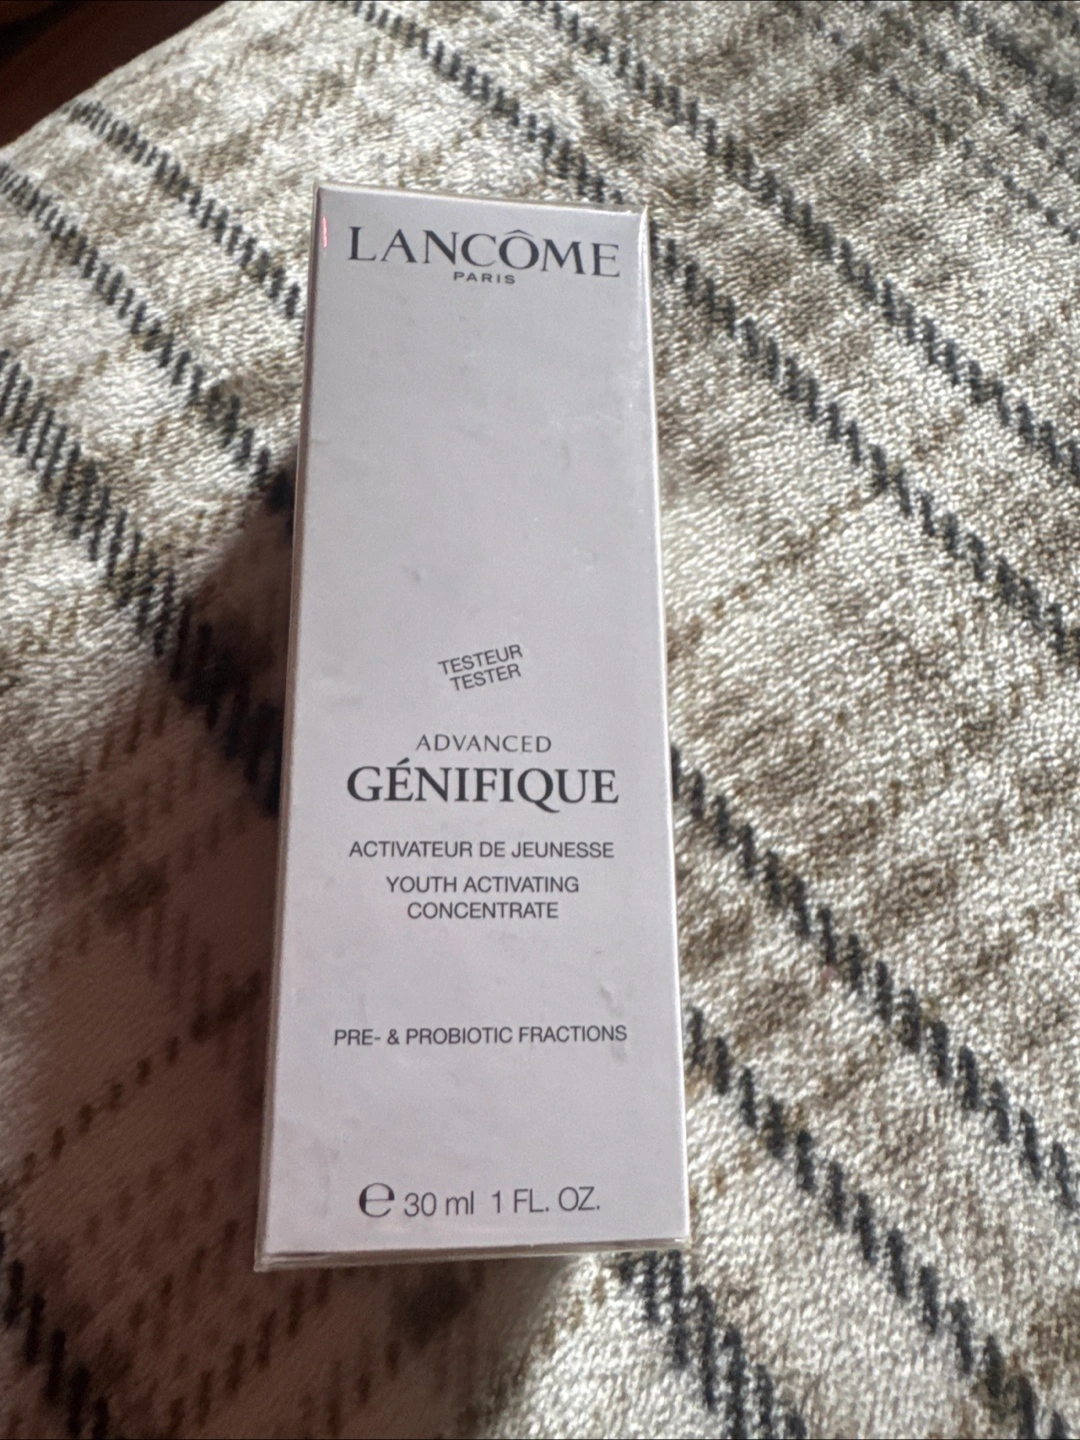 LANCÔME
PARIS
TESTEUR
TESTER
ADVANCED
GÉNIFIQUE
ACTIVATEUR DE JEUNESSE
YOUTH ACTIVATING
CONCENTRATE
PRE- & PROBIOTIC FRACTIONS
℮ 30 ml 1 FL. OZ.